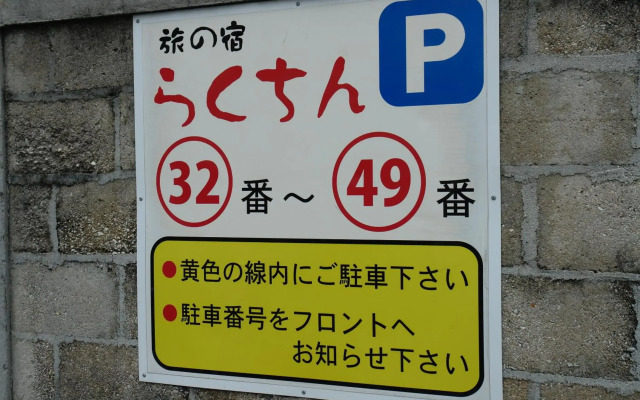 旅の宿
P
らくちん
32番～49番
●黄色の線内にご駐車下さい
●駐車番号をフロントへ
お知らせ下さい